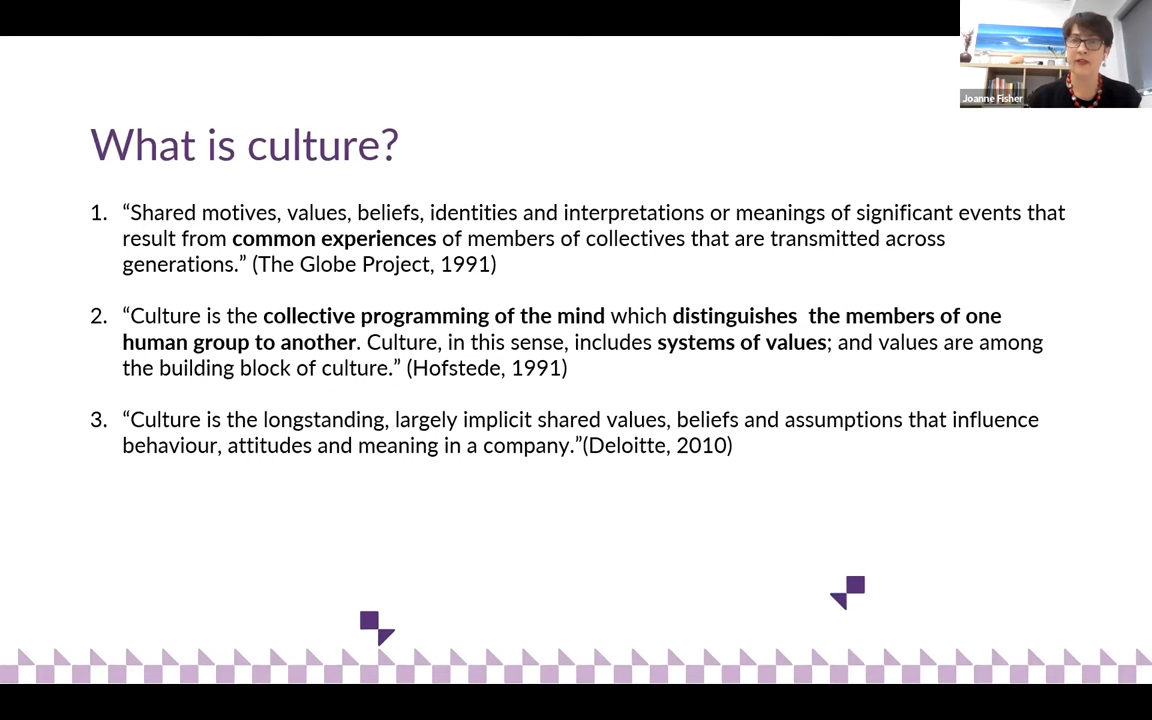 Joanne Fisher
What is culture?
1. “Shared motives, values, beliefs, identities and interpretations or meanings of significant events that
result from common experiences of members of collectives that are transmitted across
generations.” (The Globe Project, 1991)
2. “Culture is the collective programming of the mind which distinguishes  the members of one
human group to another. Culture, in this sense, includes systems of values; and values are among
the building block of culture.” (Hofstede, 1991)
3. “Culture is the longstanding, largely implicit shared values, beliefs and assumptions that influence
behaviour, attitudes and meaning in a company.”(Deloitte, 2010)